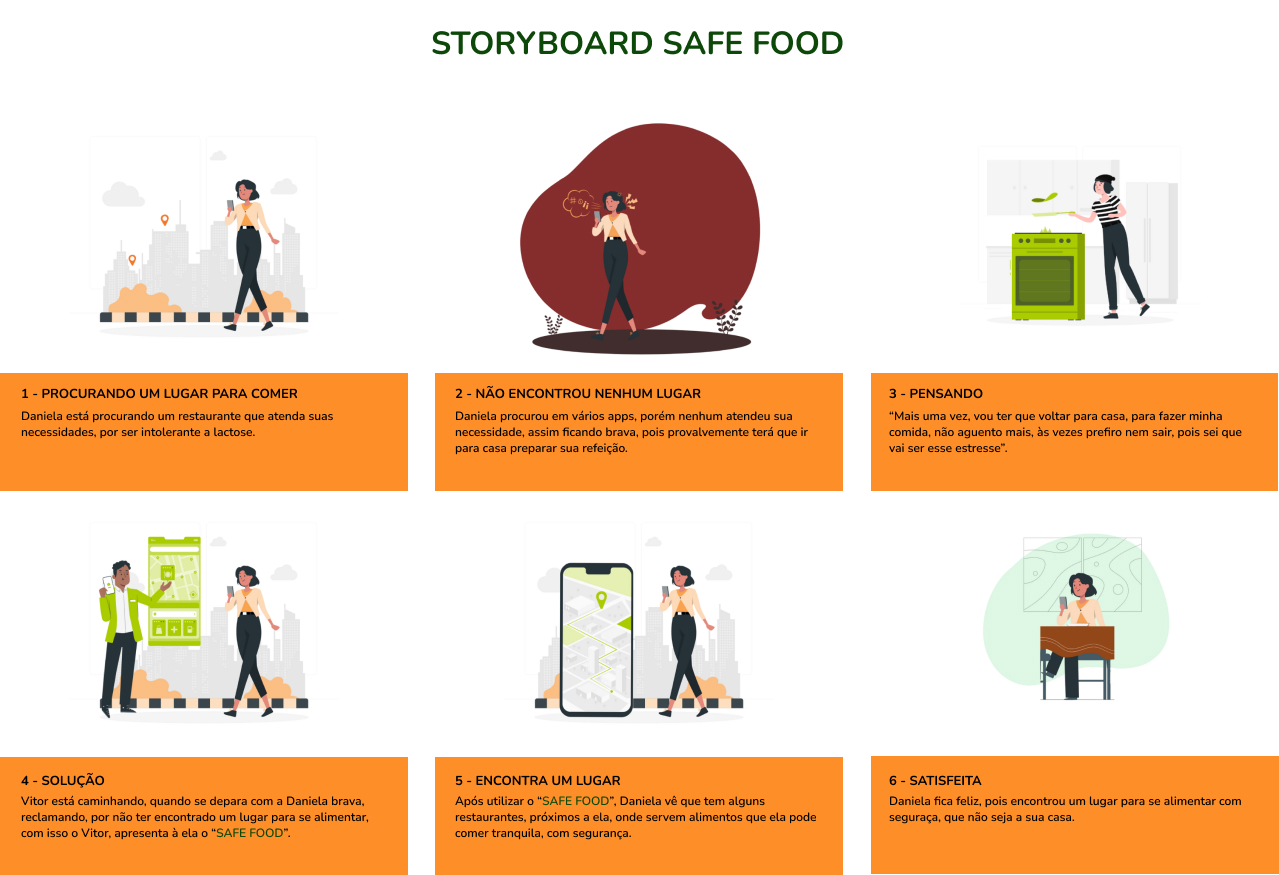 STORYBOARD SAFE FOOD
1 - PROCURANDO UM LUGAR PARA COMER
Daniela está procurando um restaurante que atenda suas
necessidades, por ser intolerante a lactose.
2 - NÃO ENCONTROU NENHUM LUGAR
Daniela procurou em vários apps, porém nenhum atendeu sua
necessidade, assim ficando brava, pois provalvemente terá que ir
para casa preparar sua refeição.
3 - PENSANDO
“Mais uma vez, vou ter que voltar para casa, para fazer minha
comida, não aguento mais, às vezes prefiro nem sair, pois sei que
vai ser esse estresse”.
4 - SOLUÇÃO
Vitor está caminhando, quando se depara com a Daniela brava,
reclamando, por não ter encontrado um lugar para se alimentar,
com isso o Vitor, apresenta à ela o “SAFE FOOD”.
5 - ENCONTRA UM LUGAR
Após utilizar o “SAFE FOOD”, Daniela vê que tem alguns
restaurantes, próximos a ela, onde servem alimentos que ela pode
comer tranquila, com segurança.
6 - SATISFEITA
Daniela fica feliz, pois encontrou um lugar para se alimentar com
seguraça, que não seja a sua casa.